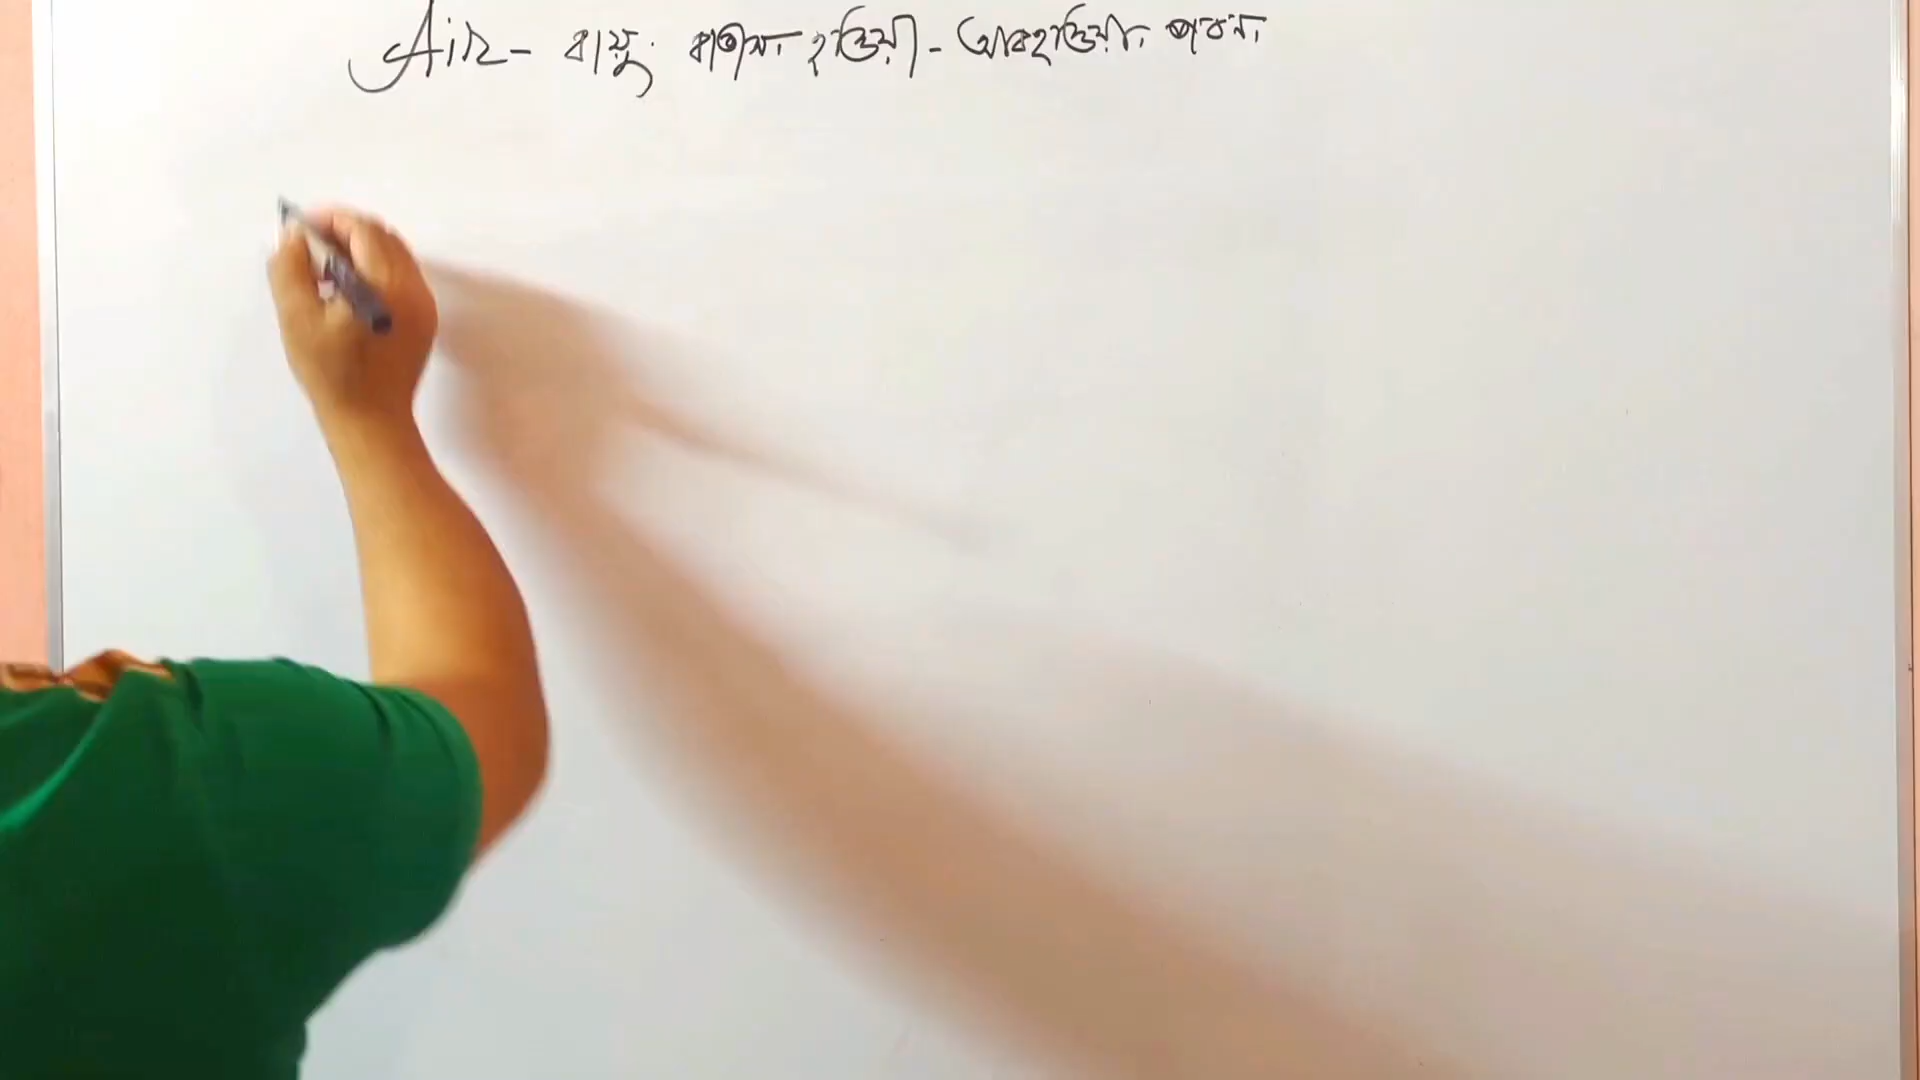 Air - বায়ু, বাতাস, হাওয়া - আবহাওয়া, পবন,